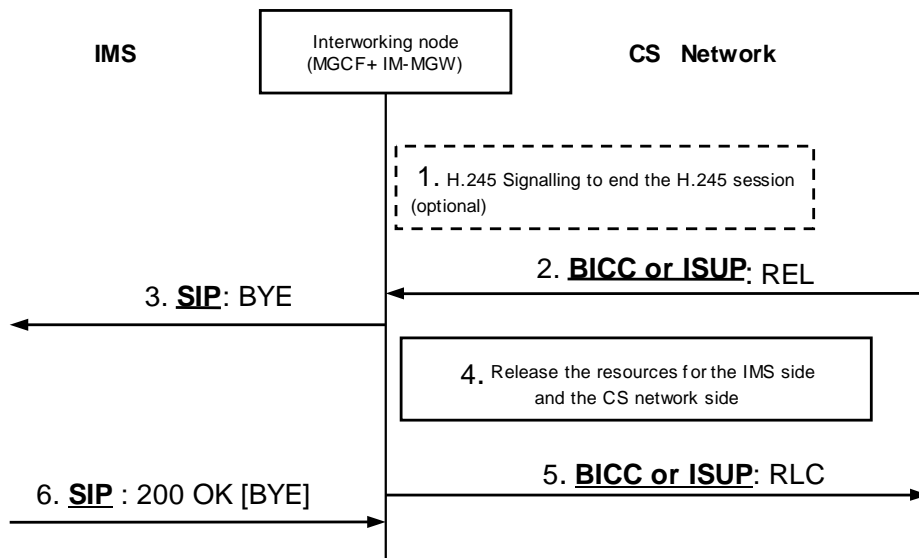 IMS
Interworking node
(MGCF+ IM-MGW)
CS Network
1. H.245 Signalling to end the H.245 session
(optional)
2. BICC or ISUP: REL
3. SIP: BYE
4. Release the resources for the IMS side
and the CS network side
5. BICC or ISUP: RLC
6. SIP : 200 OK [BYE]